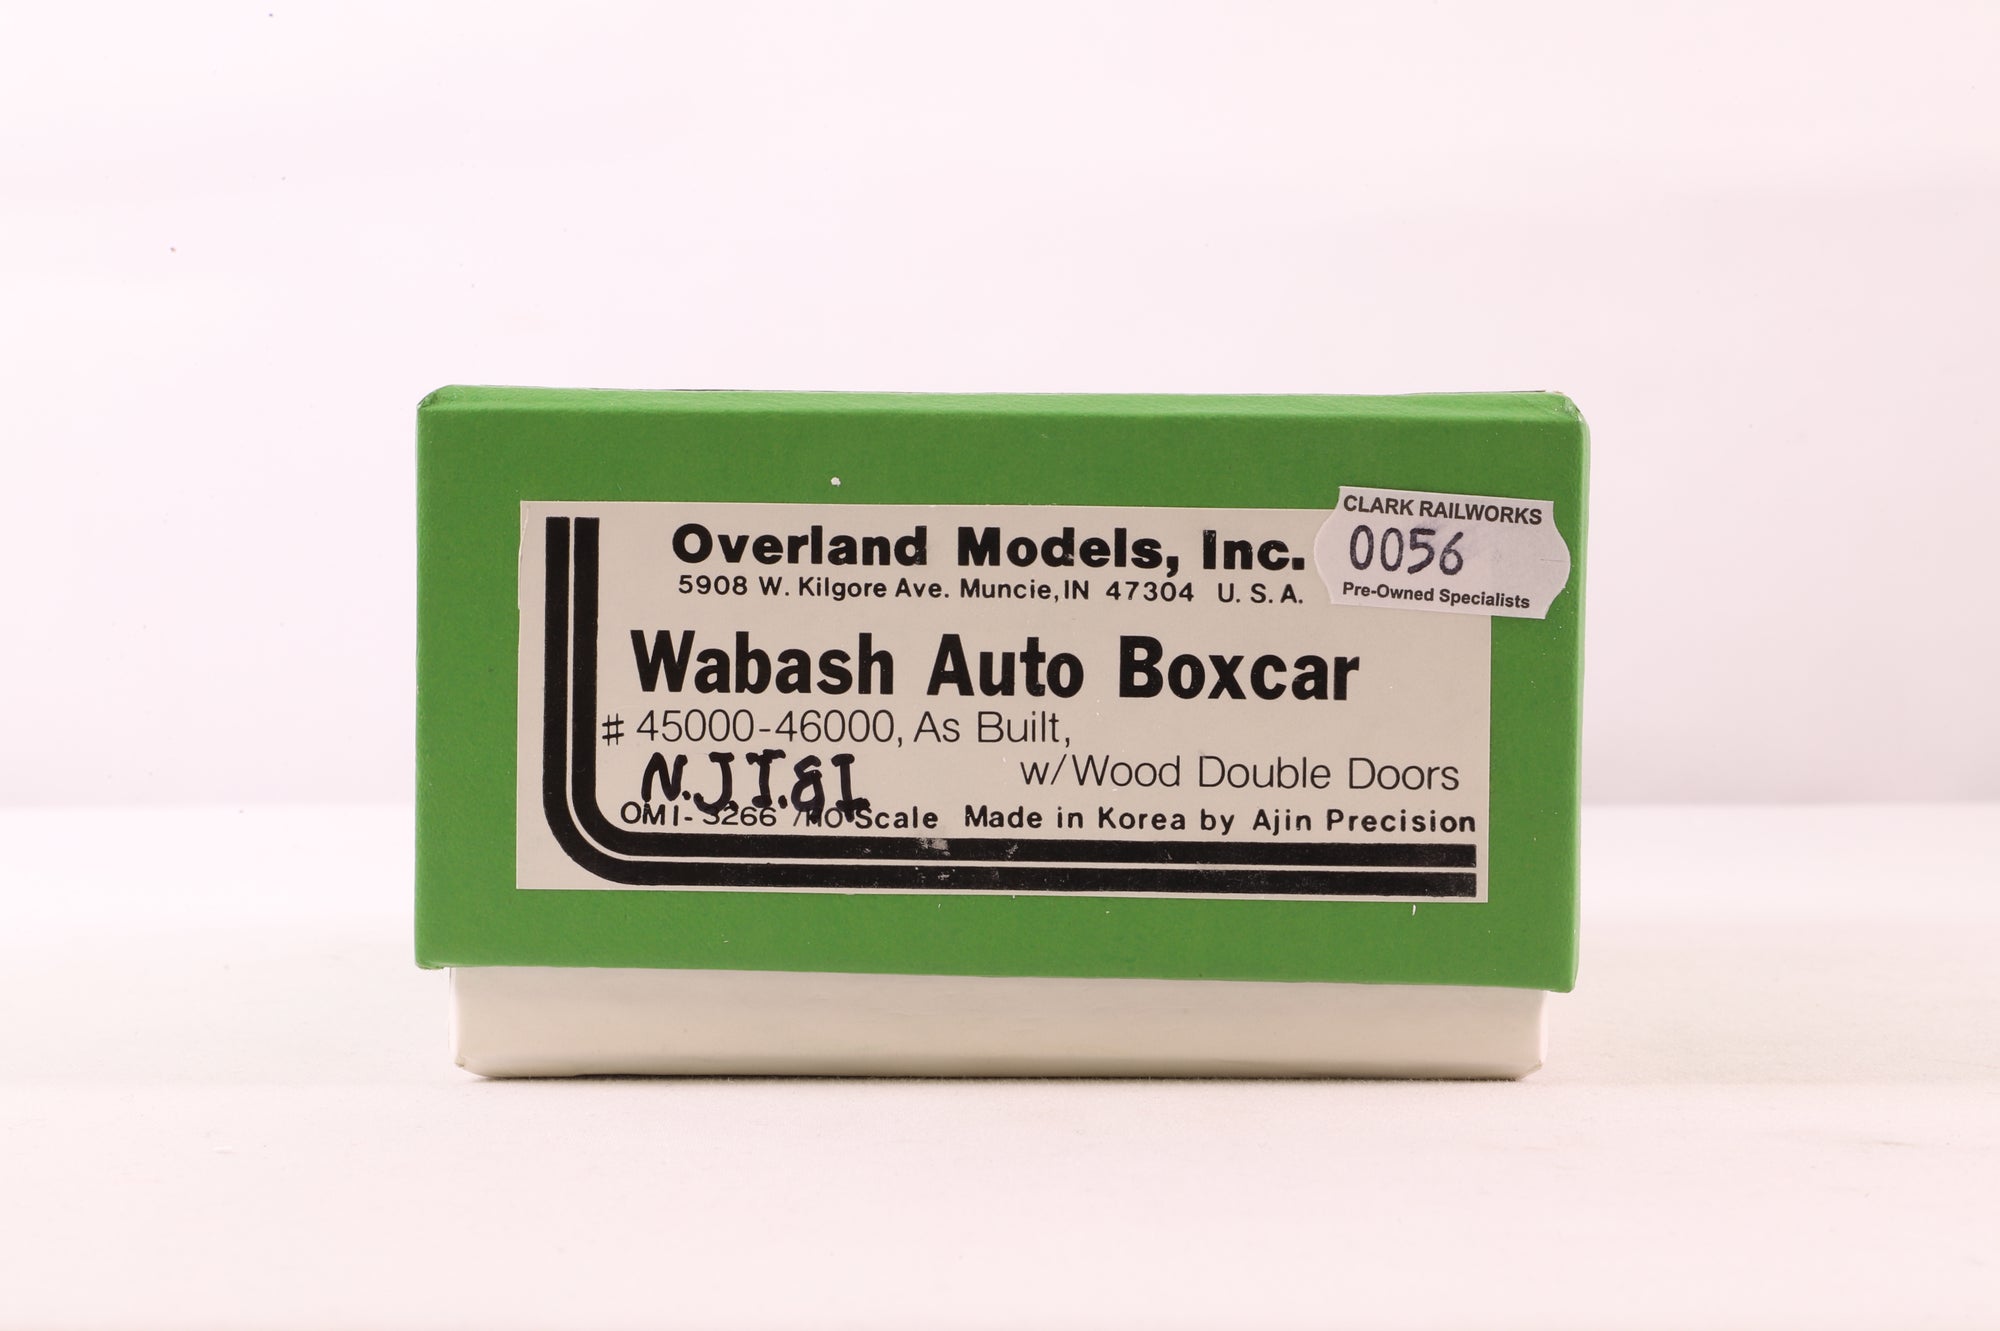 Overland Models, Inc.
5908 W. Kilgore Ave. Muncie, IN 47304 U. S. A.
CLARK RAILWORKS
0056
Pre-Owned Specialists
Wabash Auto Boxcar
# 45000-46000, As Built,
N.J.I.&I
w/Wood Double Doors
OMI-3266 /HO Scale Made in Korea by Ajin Precision